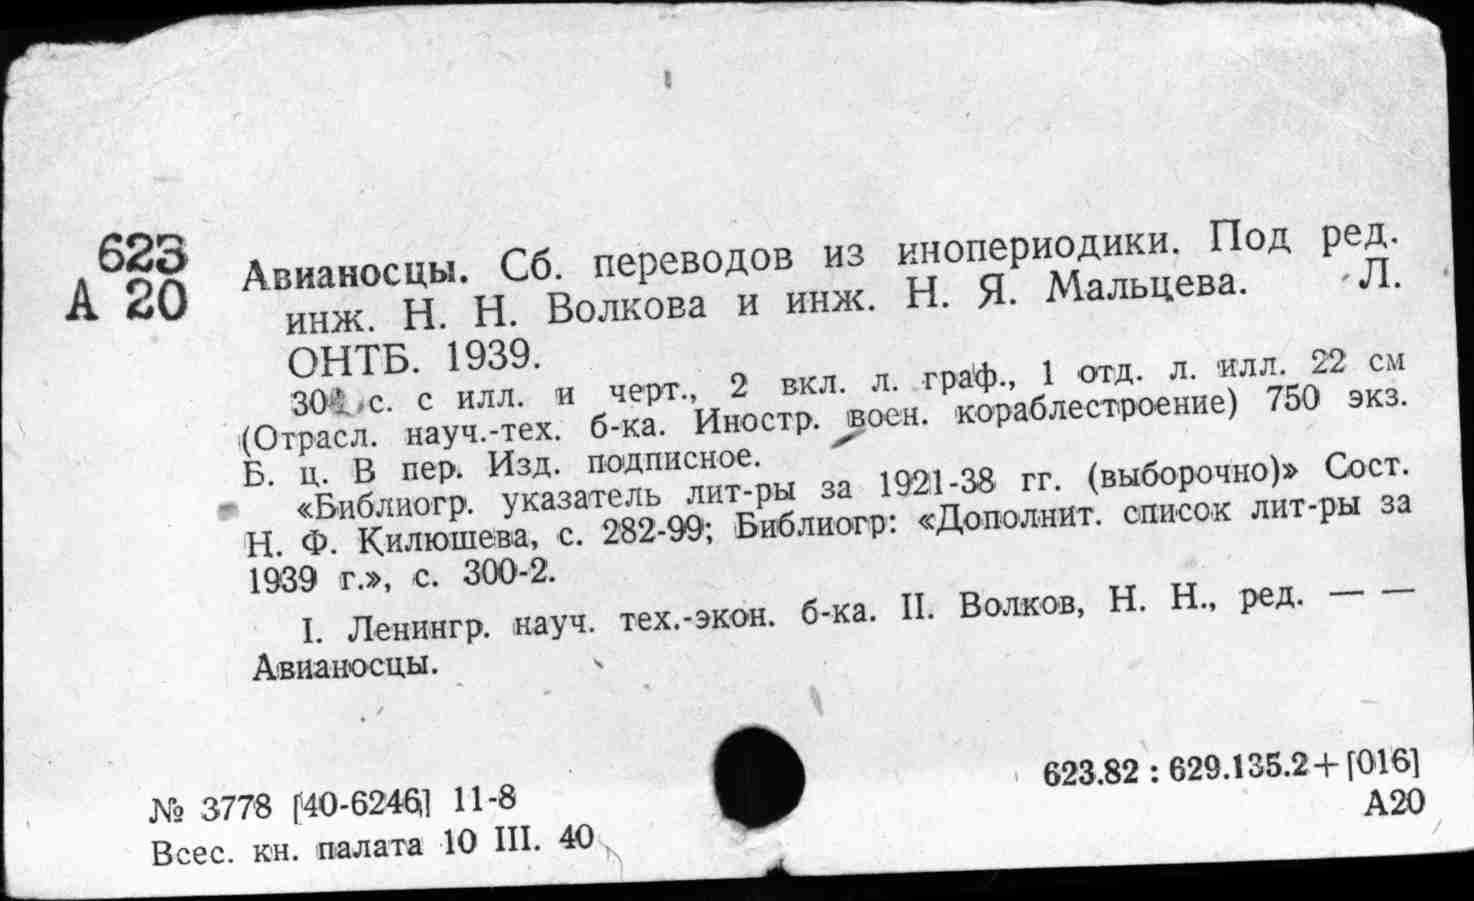 623
А 20
Авианосцы. Сб. переводов из инопериодики. Под ред.
инж. Н. Н. Волкова и инж. Н. Я. Мальцева. Л.
ОНТБ. 1939.
с. с илл. и черт., 2 вкл. л. граф., 1 отд. л. илл. 22 см
(Отрасл. науч.-тех. б-ка. Иностр. воен. кораблестроение) 750 экз.
Б. ц. В пер. Изд. подписное.
«Библиогр. указатель лит-ры за 1921-38 гг. (выборочно)» Сост.
Н. Ф. Килюшева, с. 282-99; Библиогр: «Дополнит. список лит-ры за
1939 г.», с. 300-2.
I. Ленингр. науч. тех.-экон. б-ка. II. Волков, Н. Н., ред. — —
Авианосцы.
623.82 : 629.135.2+[016]
А20
№ 3778 [40-6246] 11-8
Всес. кн. палата 10 III. 40